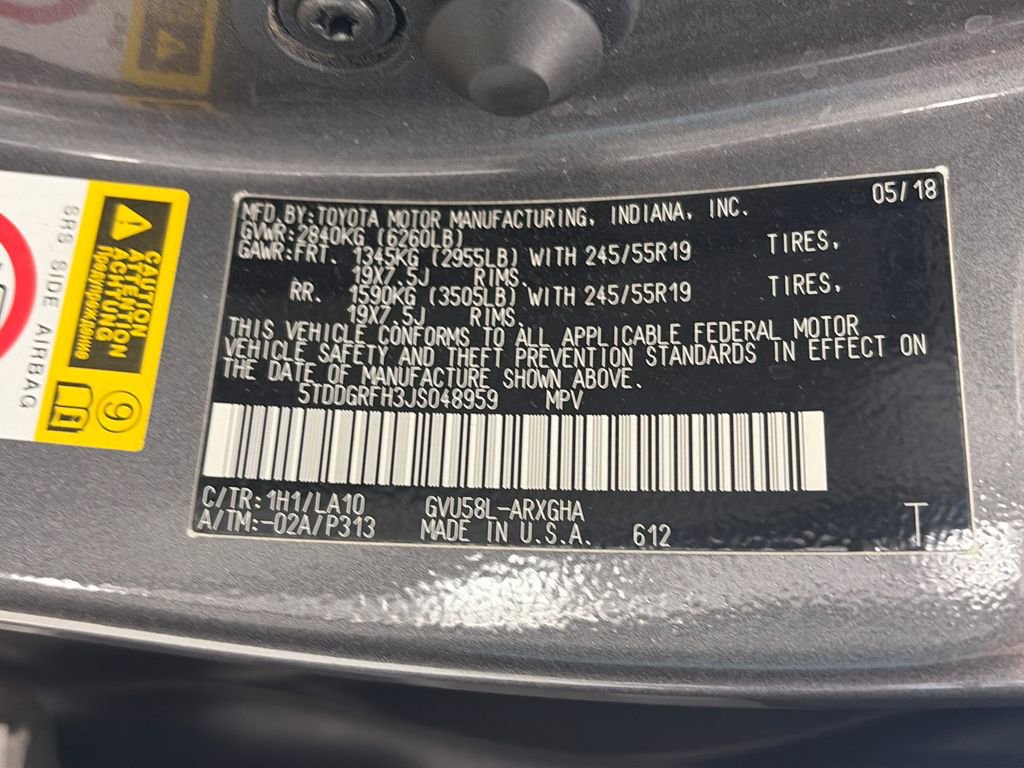 SRS SIDE AIRBAG
CAUTION
ATTENTION
ACHTUNG
Предупреждение
9
MFD.BY:TOYOTA MOTOR MANUFACTURING, INDIANA, INC. 05/18
GVWR:2840KG (6260LB)
GAWR:FRT. 1345KG (2955LB) WITH 245/55R19 TIRES,
19X7.5J RIMS.
RR. 1590KG (3505LB) WITH 245/55R19 TIRES,
19X7.5J RIMS.
THIS VEHICLE CONFORMS TO ALL APPLICABLE FEDERAL MOTOR
VEHICLE SAFETY AND THEFT PREVENTION STANDARDS IN EFFECT ON
THE DATE OF MANUFACTURE SHOWN ABOVE.
5TDDGRFH3JS048959 MPV
C/TR:1H1/LA10 GVU58L-ARXGHA
A/TM:-02A/P313 MADE IN U.S.A. 612 T